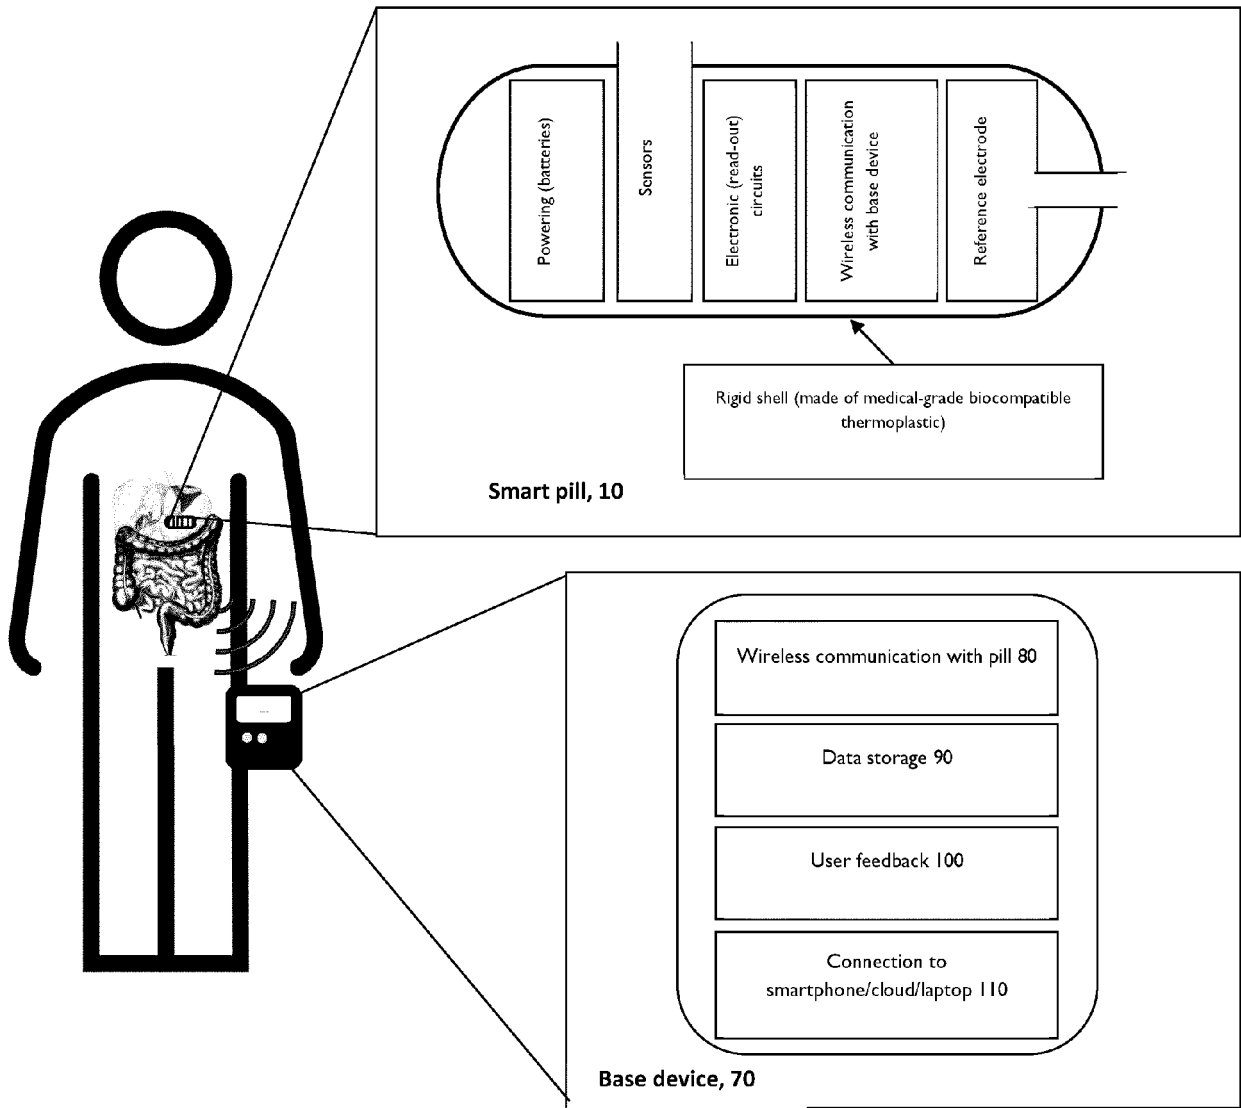 Powering (batteries)
Sensors
Electronic (read-out)
circuits
Wireless communication
with base device
Reference electrode
Rigid shell (made of medical-grade biocompatible
thermoplastic)
Smart pill, 10
Wireless communication with pill 80
Data storage 90
User feedback 100
Connection to
smartphone/cloud/laptop 110
Base device, 70